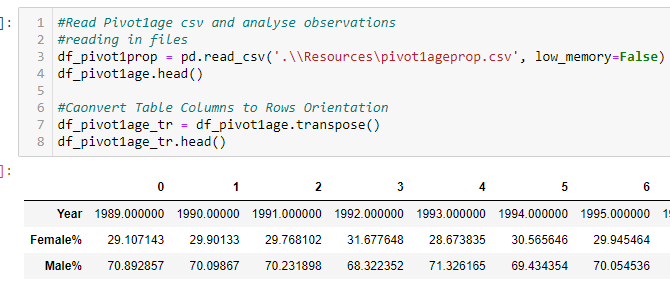 ]:
1 #Read Pivot1age csv and analyse observations
2 #reading in files
3 df_pivot1prop = pd.read_csv('.\\Resources\pivot1ageprop.csv', low_memory=False)
4 df_pivot1age.head()
5
6 #Caonvert Table Columns to Rows Orientation
7 df_pivot1age_tr = df_pivot1age.transpose()
8 df_pivot1age_tr.head()
]:
0 1 2 3 4 5 6
Year 1989.000000 1990.00000 1991.000000 1992.000000 1993.000000 1994.000000 1995.000000 1
Female% 29.107143 29.90133 29.768102 31.677648 28.673835 30.565646 29.945464
Male% 70.892857 70.09867 70.231898 68.322352 71.326165 69.434354 70.054536